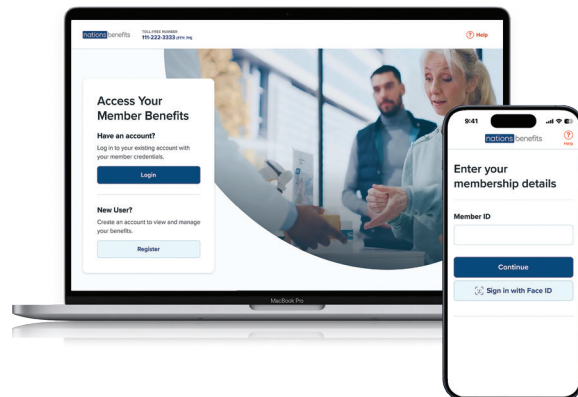 nations benefits
TOLL-FREE NUMBER
111-222-3333 (TTY: 711)
Help
Access Your
Member Benefits
Have an account?
Log in to your existing account with
your member credentials.
Login
New User?
Create an account to view and manage
your benefits.
Register
MacBook Pro
9:41
nations benefits
Help
Enter your
membership details
Member ID
Continue
Sign in with Face ID